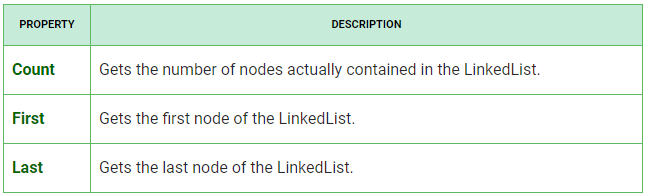 PROPERTY DESCRIPTION
Count Gets the number of nodes actually contained in the LinkedList.
First Gets the first node of the LinkedList.
Last Gets the last node of the LinkedList.